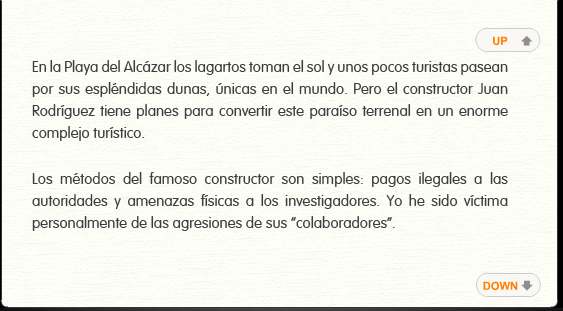 UP
En la Playa del Alcázar los lagartos toman el sol y unos pocos turistas pasean
por sus espléndidas dunas, únicas en el mundo. Pero el constructor Juan
Rodríguez tiene planes para convertir este paraíso terrenal en un enorme
complejo turístico.
Los métodos del famoso constructor son simples: pagos ilegales a las
autoridades y amenazas físicas a los investigadores. Yo he sido víctima
personalmente de las agresiones de sus "colaboradores".
DOWN